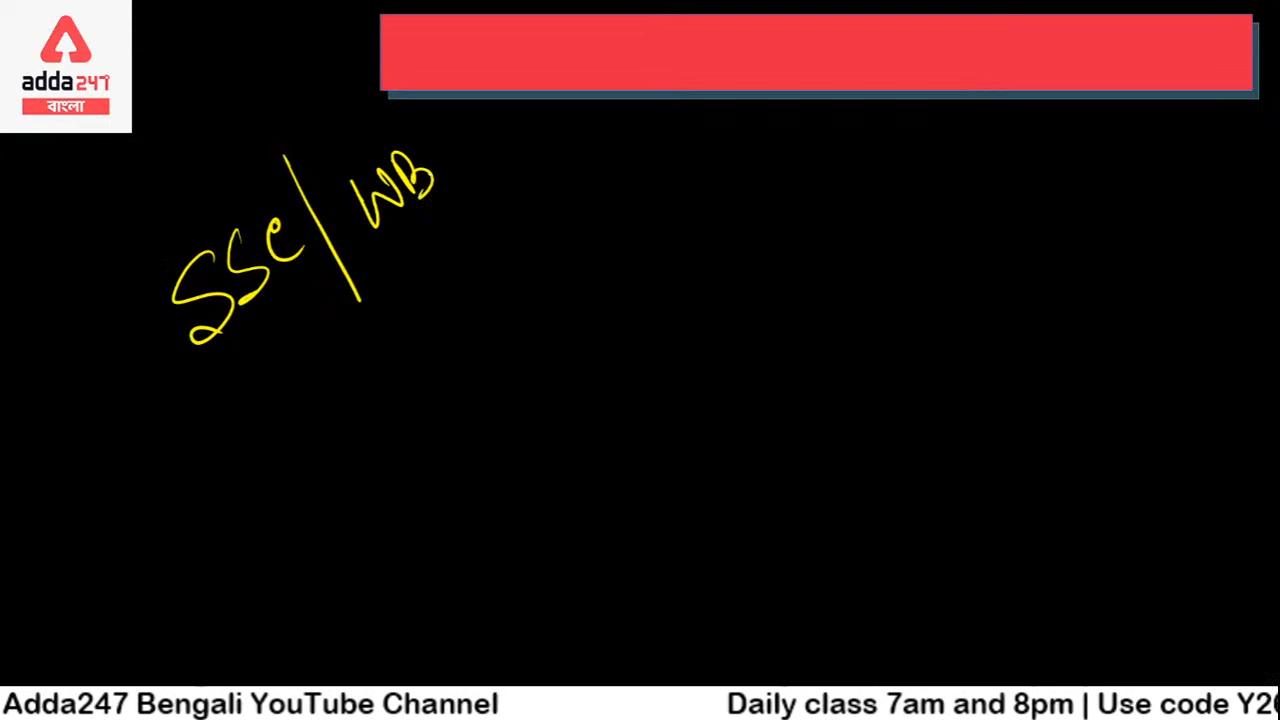 adda247
বাংলা
SSC/WB
Adda247 Bengali YouTube Channel
Daily class 7am and 8pm | Use code